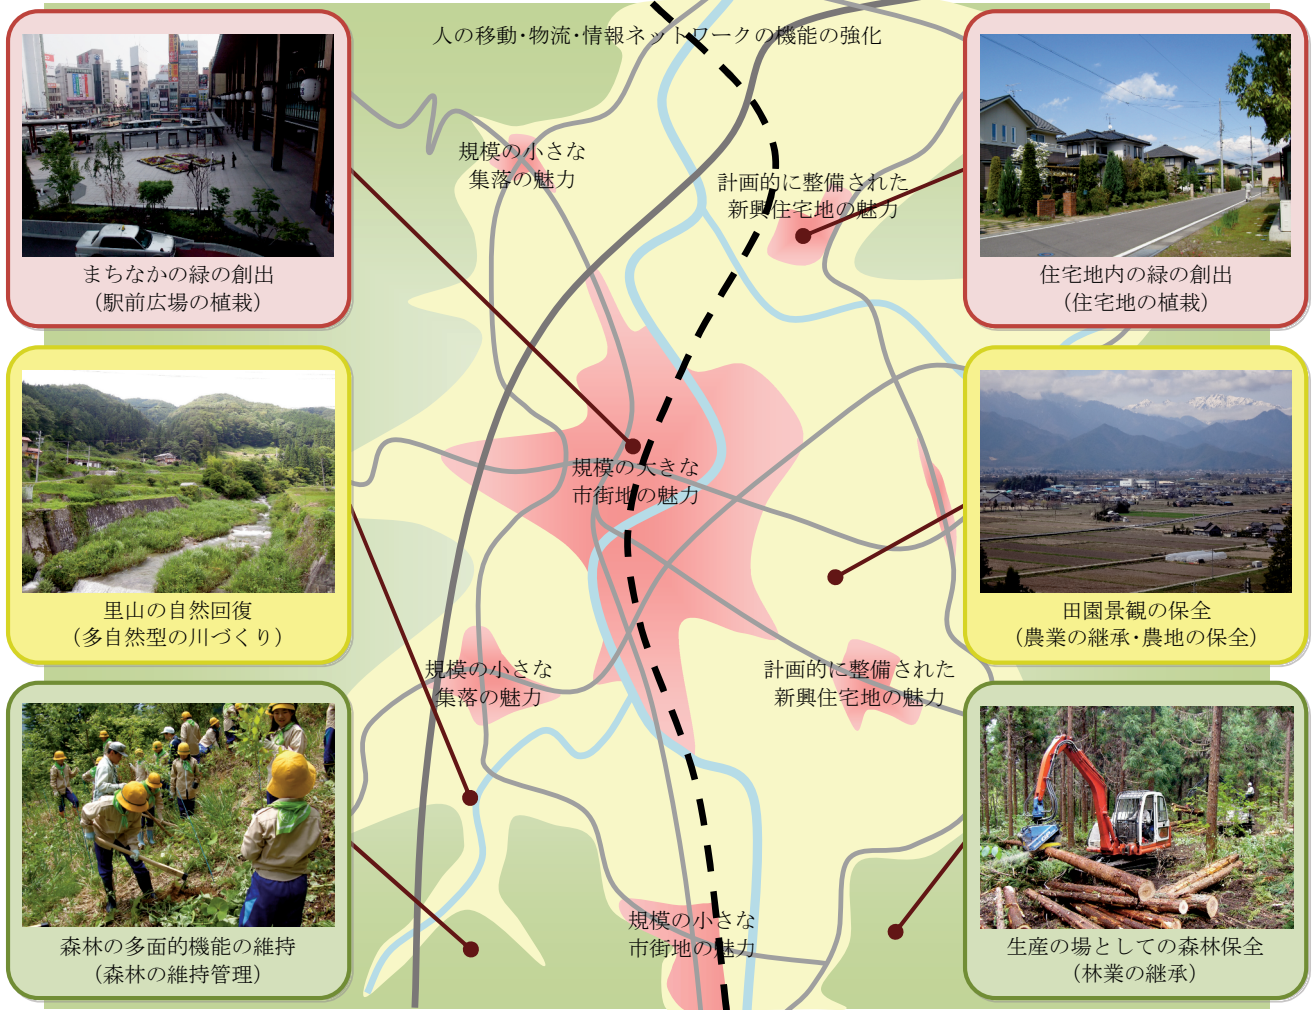 人の移動・物流・情報ネットワークの機能の強化
まちなかの緑の創出
（駅前広場の植栽）
規模の小さな
集落の魅力
計画的に整備された
新興住宅地の魅力
住宅地内の緑の創出
（住宅地の植栽）
里山の自然回復
（多自然型の川づくり）
規模の大きな
市街地の魅力
田園景観の保全
（農業の継承・農地の保全）
規模の小さな
集落の魅力
計画的に整備された
新興住宅地の魅力
森林の多面的機能の維持
（森林の維持管理）
規模の小さな
市街地の魅力
生産の場としての森林保全
（林業の継承）